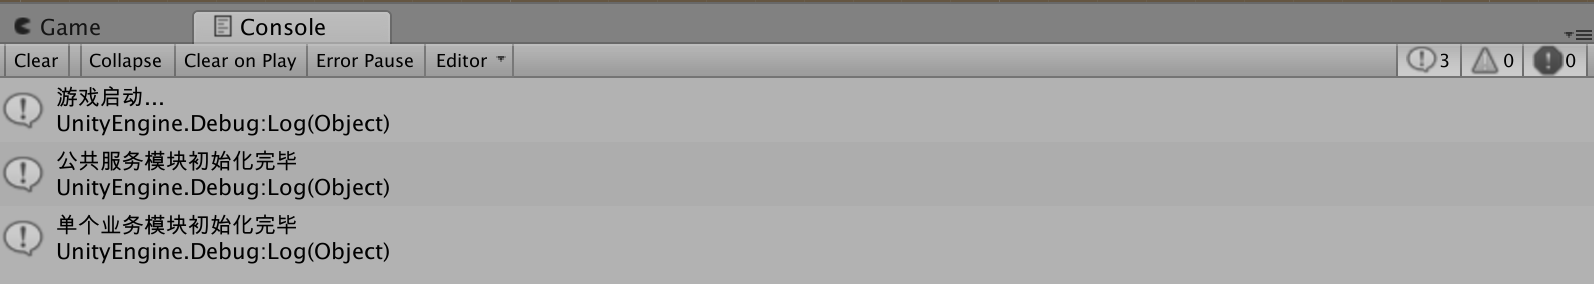 Game Console
Clear Collapse Clear on Play Error Pause Editor 3 0 0
游戏启动...
UnityEngine.Debug:Log(Object)
公共服务模块初始化完毕
UnityEngine.Debug:Log(Object)
单个业务模块初始化完毕
UnityEngine.Debug:Log(Object)